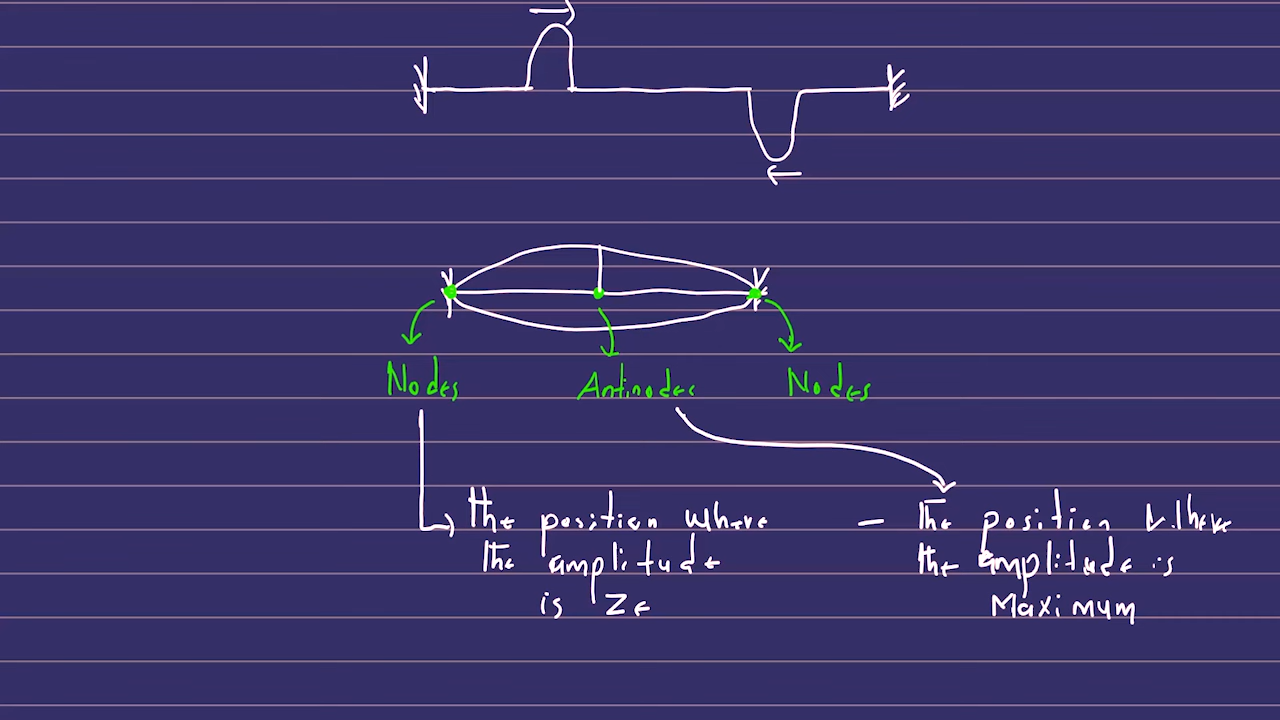 Nodes Antinodes Nodes
The position where
the amplitude
is Ze
- The position where
the amplitude is
Maximum